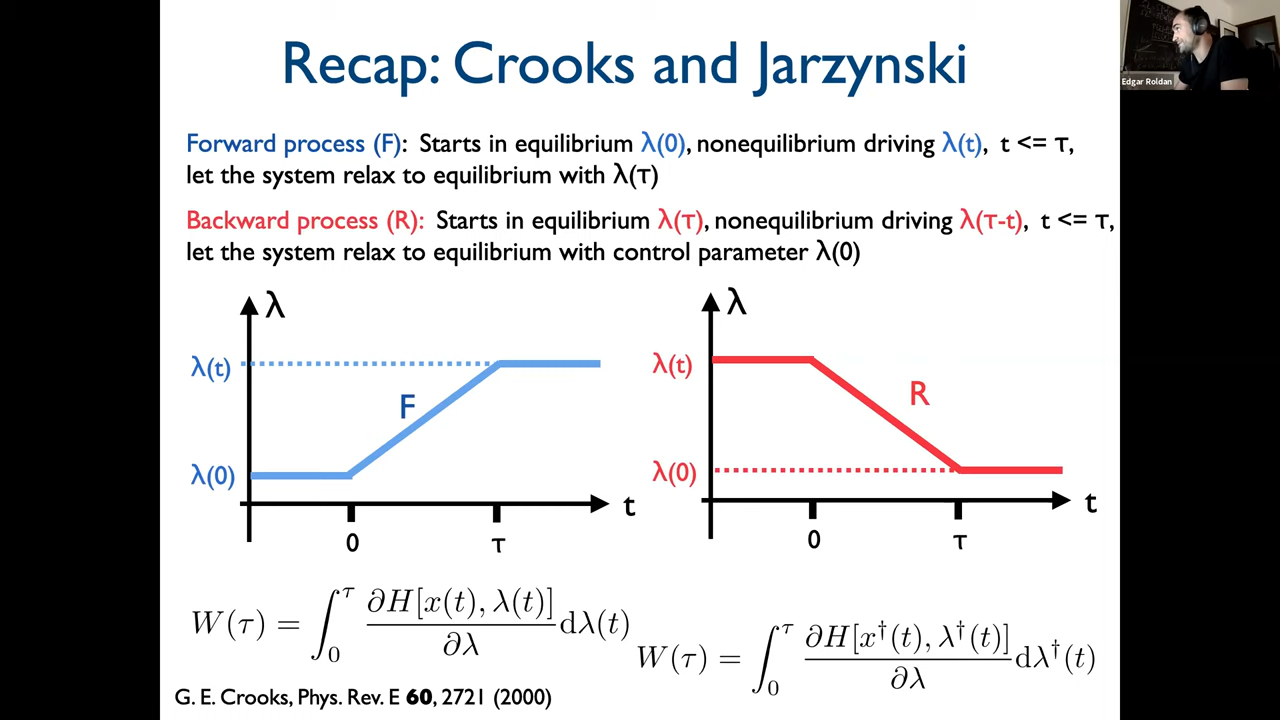 Recap: Crooks and Jarzynski
Edgar Roldan
Forward process (F): Starts in equilibrium λ(0), nonequilibrium driving λ(t), t <= τ,
let the system relax to equilibrium with λ(τ)
Backward process (R): Starts in equilibrium λ(τ), nonequilibrium driving λ(τ-t), t <= τ,
let the system relax to equilibrium with control parameter λ(0)
λ
λ(t)
F
λ(0)
t
0
τ
λ
λ(t)
R
λ(0)
t
0
τ
W(τ) = ∫₀^τ ∂H[x(t), λ(t)]/∂λ dλ(t)
W(τ) = ∫₀^τ ∂H[x†(t), λ†(t)]/∂λ dλ†(t)
G. E. Crooks, Phys. Rev. E 60, 2721 (2000)